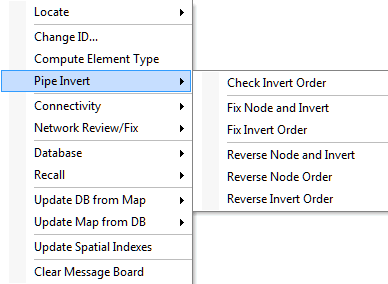 Locate
Change ID...
Compute Element Type
Pipe Invert
Connectivity
Network Review/Fix
Database
Recall
Update DB from Map
Update Map from DB
Update Spatial Indexes
Clear Message Board
Check Invert Order
Fix Node and Invert
Fix Invert Order
Reverse Node and Invert
Reverse Node Order
Reverse Invert Order